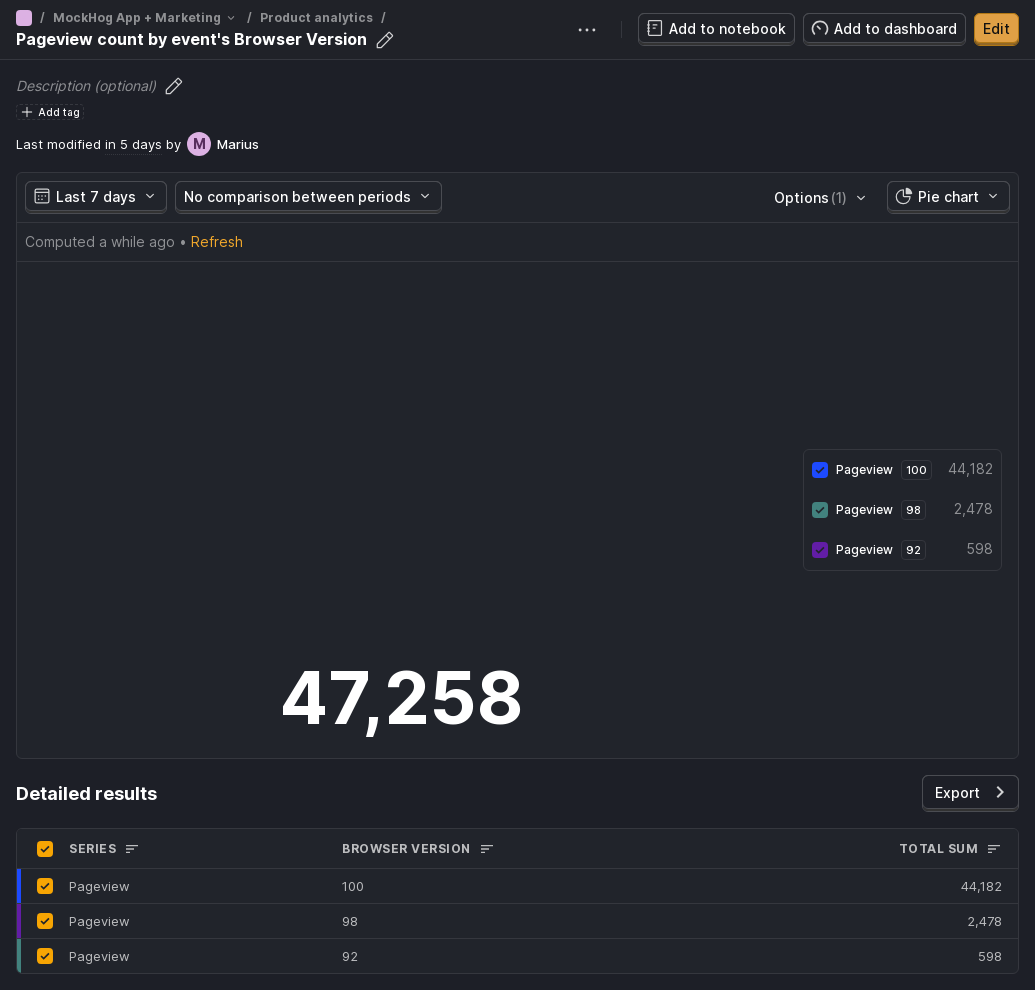 / MockHog App + Marketing / Product analytics /
Pageview count by event's Browser Version
Add to notebook
Add to dashboard
Edit
Description (optional)
Add tag
Last modified in 5 days by M Marius
Last 7 days
No comparison between periods
Options (1)
Pie chart
Computed a while ago • Refresh
Pageview 100 44,182
Pageview 98 2,478
Pageview 92 598
47,258
Detailed results
Export
SERIES BROWSER VERSION TOTAL SUM
Pageview 100 44,182
Pageview 98 2,478
Pageview 92 598